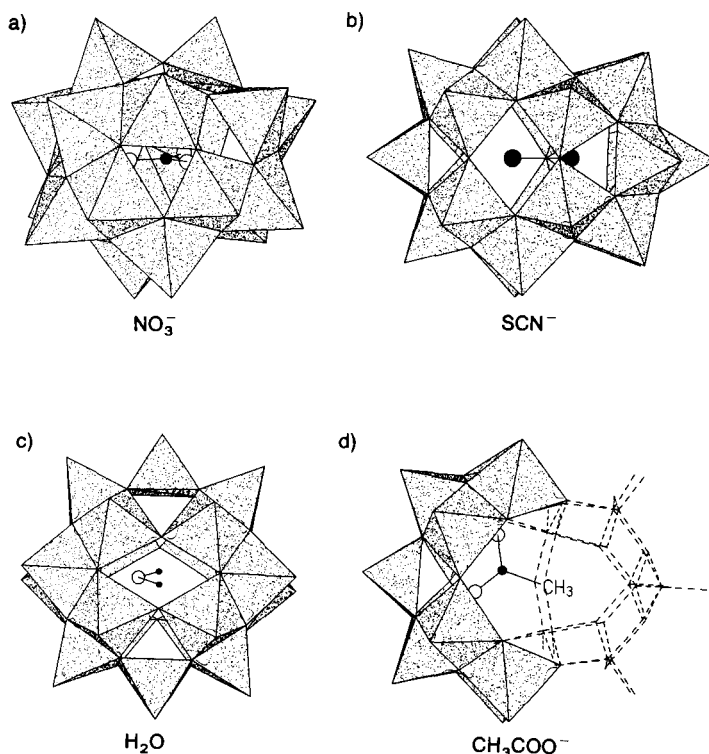 a)
b)
NO₃⁻
SCN⁻
c)
d)
CH₃
H₂O
CH₃COO⁻